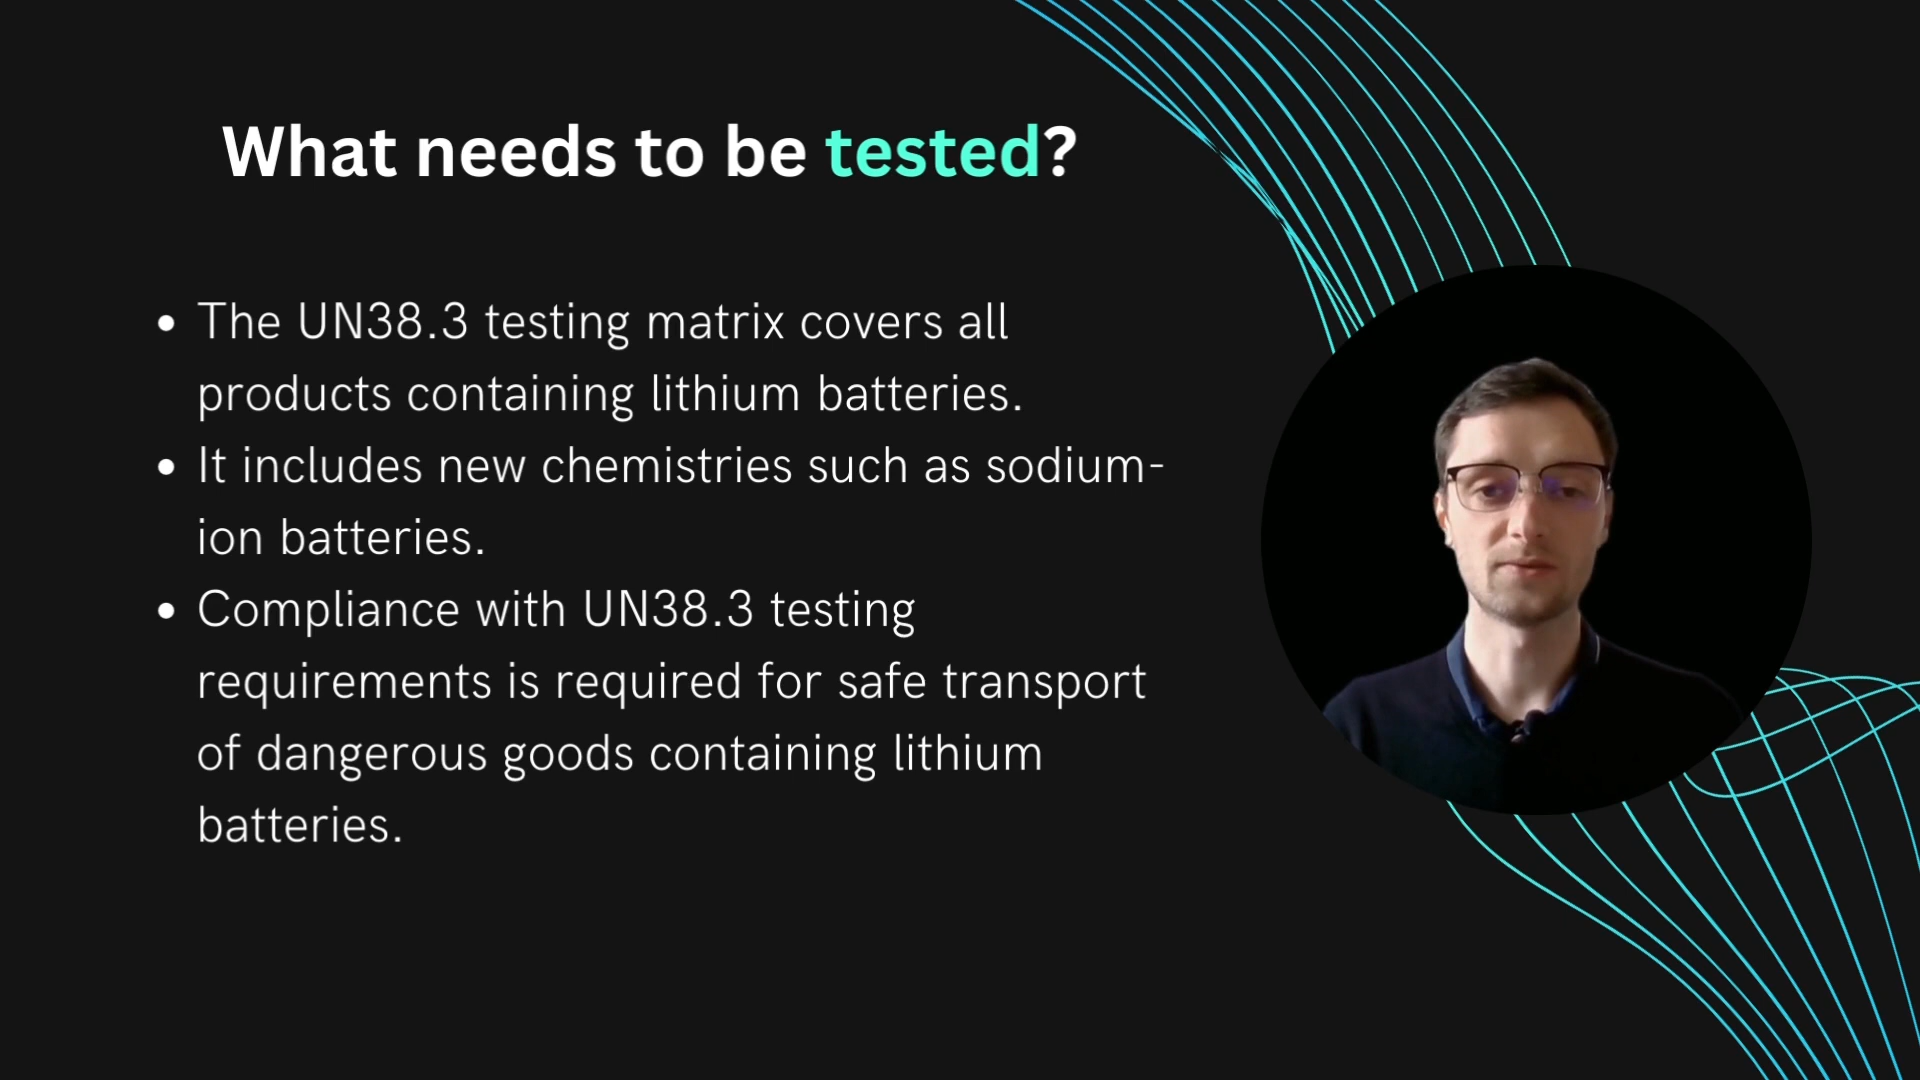 What needs to be tested?
• The UN38.3 testing matrix covers all
products containing lithium batteries.
• It includes new chemistries such as sodium-
ion batteries.
• Compliance with UN38.3 testing
requirements is required for safe transport
of dangerous goods containing lithium
batteries.